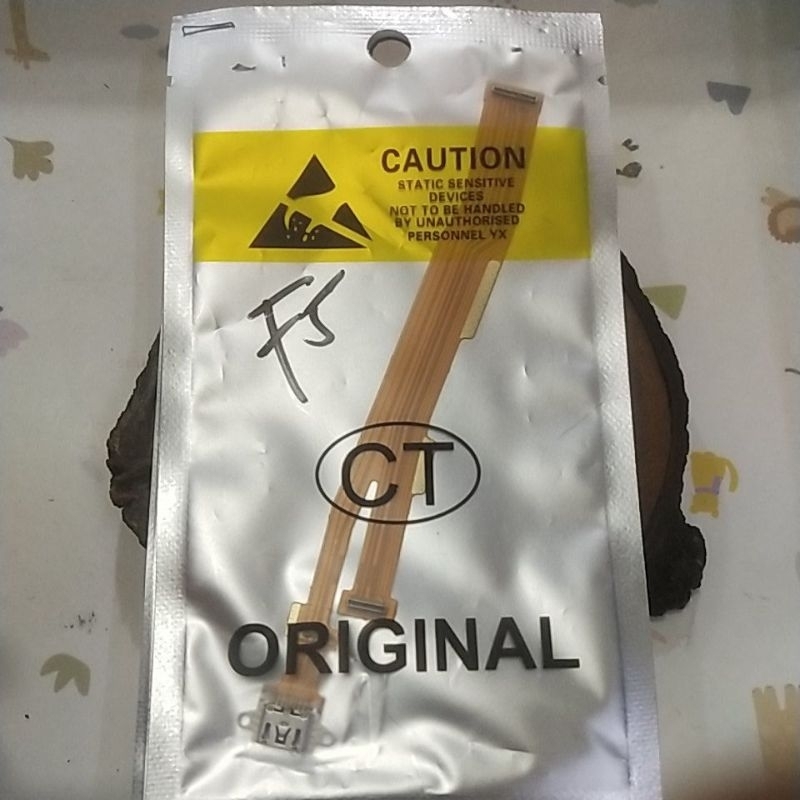 CAUTION
STATIC SENSITIVE
DEVICES
NOT TO BE HANDLED
BY UNAUTHORISED
PERSONNEL YX
F5
CT
ORIGINAL